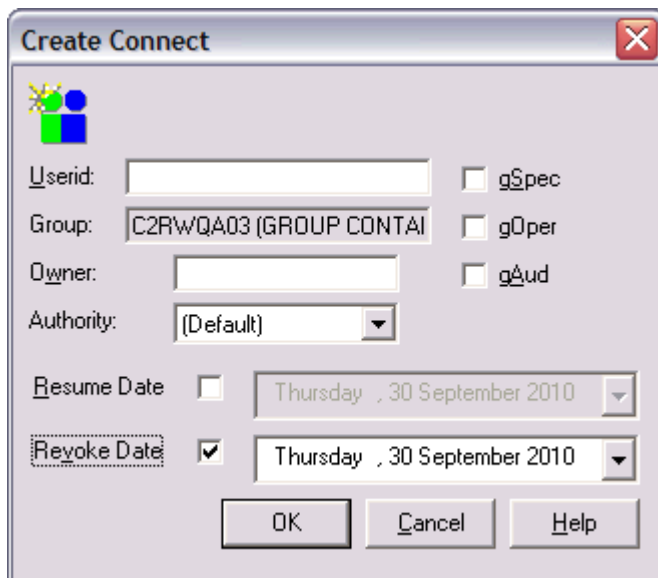 Create Connect
Userid:
gSpec
Group: C2RWQA03 (GROUP CONTAI
gOper
Owner:
gAud
Authority: (Default)
Resume Date Thursday , 30 September 2010
Revoke Date Thursday , 30 September 2010
OK Cancel Help